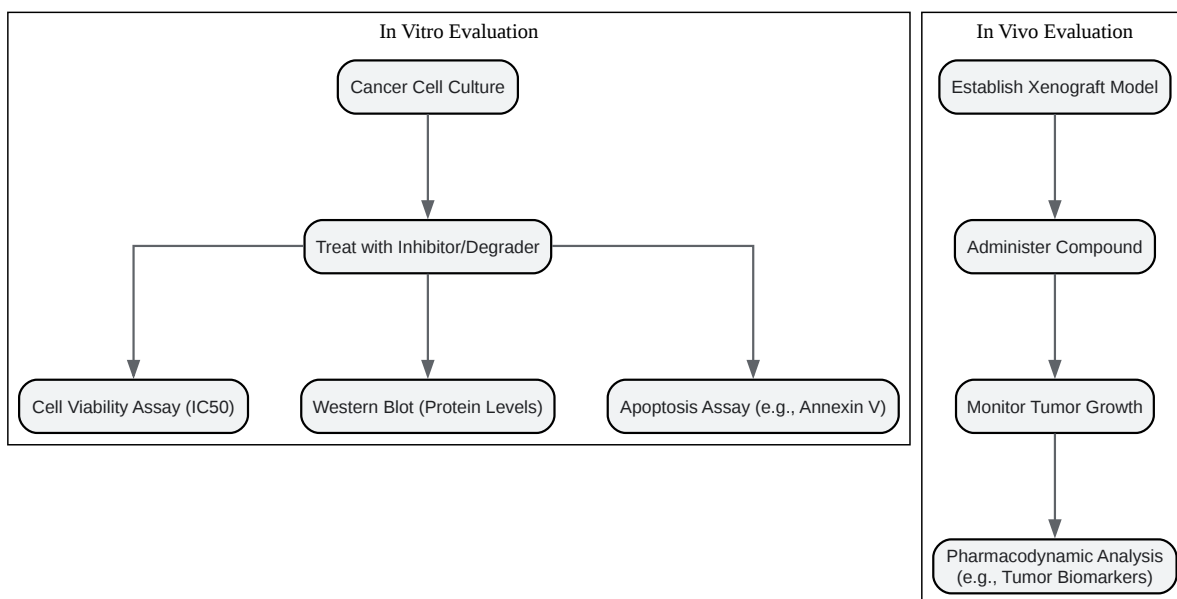 In Vitro Evaluation
Cancer Cell Culture
Treat with Inhibitor/Degrader
Cell Viability Assay (IC50)
Western Blot (Protein Levels)
Apoptosis Assay (e.g., Annexin V)
In Vivo Evaluation
Establish Xenograft Model
Administer Compound
Monitor Tumor Growth
Pharmacodynamic Analysis
(e.g., Tumor Biomarkers)